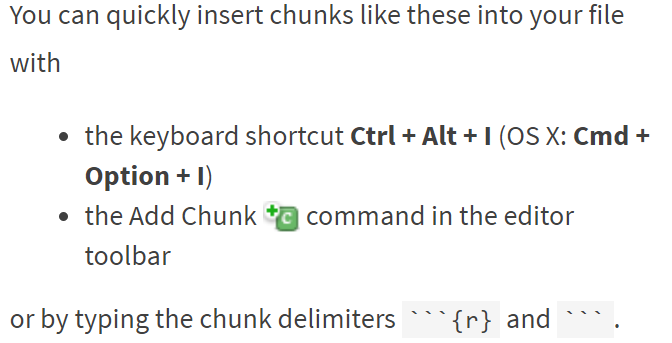 You can quickly insert chunks like these into your file
with
• the keyboard shortcut Ctrl + Alt + I (OS X: Cmd +
Option + I)
• the Add Chunk C command in the editor
toolbar
or by typing the chunk delimiters ```{r} and ```.